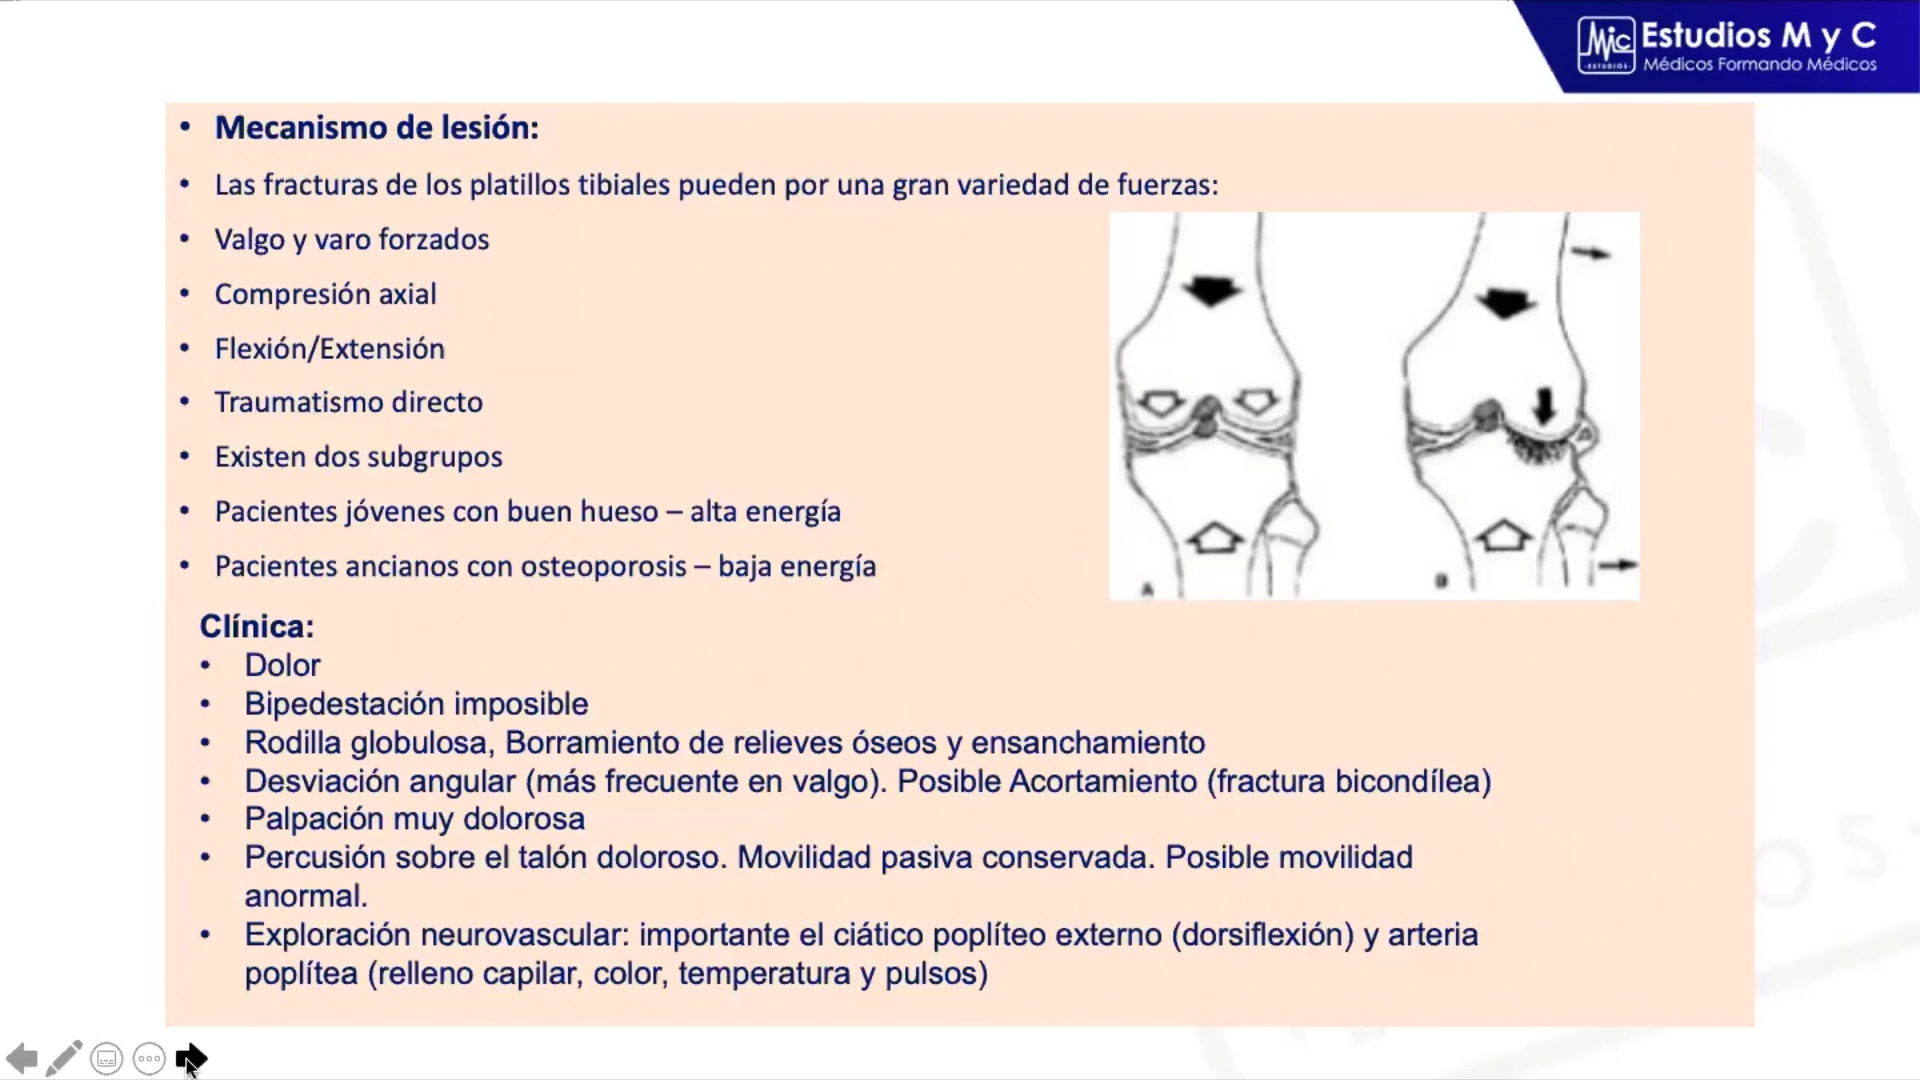 Estudios M y C
Médicos Formando Médicos
• Mecanismo de lesión:
• Las fracturas de los platillos tibiales pueden por una gran variedad de fuerzas:
• Valgo y varo forzados
• Compresión axial
• Flexión/Extensión
• Traumatismo directo
• Existen dos subgrupos
• Pacientes jóvenes con buen hueso – alta energía
• Pacientes ancianos con osteoporosis – baja energía
A
B
Clínica:
• Dolor
• Bipedestación imposible
• Rodilla globulosa, Borramiento de relieves óseos y ensanchamiento
• Desviación angular (más frecuente en valgo). Posible Acortamiento (fractura bicondílea)
• Palpación muy dolorosa
• Percusión sobre el talón doloroso. Movilidad pasiva conservada. Posible movilidad
anormal.
• Exploración neurovascular: importante el ciático poplíteo externo (dorsiflexión) y arteria
poplítea (relleno capilar, color, temperatura y pulsos)